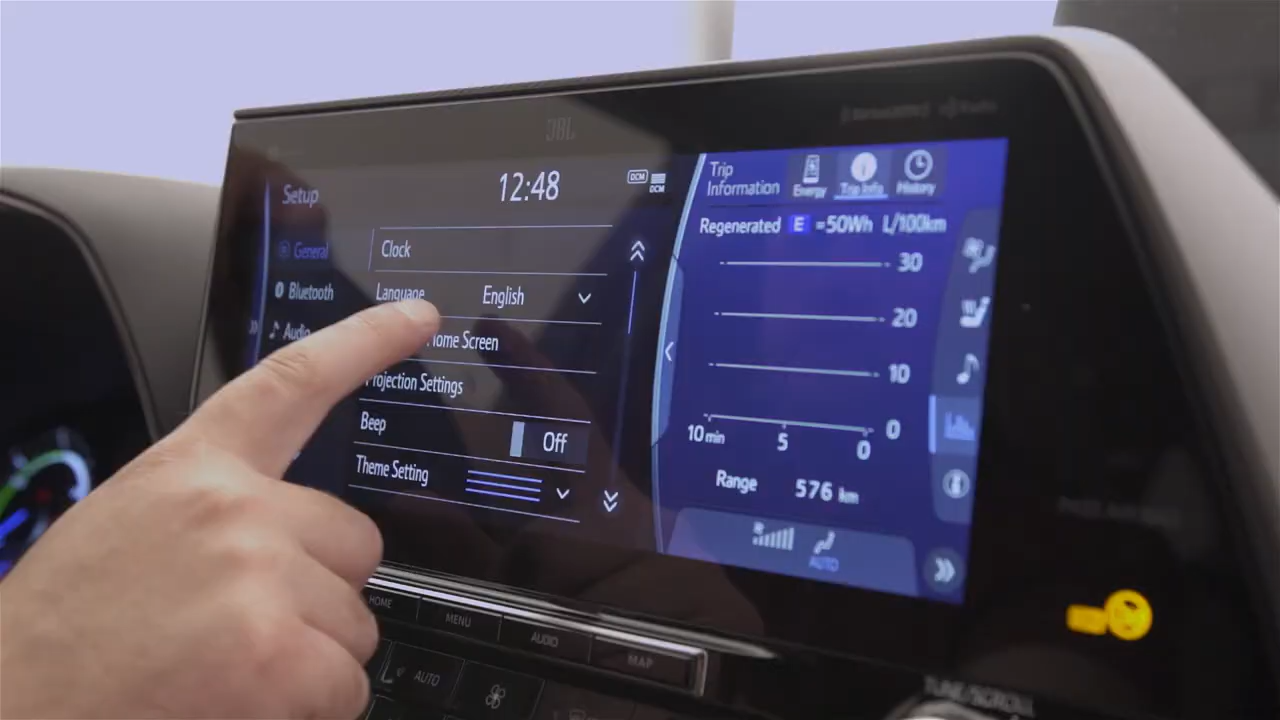 JBL
Setup
12:48
DCM
DCM
General
Bluetooth
Audio
Clock
Language English
Home Screen
Projection Settings
Beep Off
Theme Setting
Trip
Information
Energy
Trip Info
History
Regenerated E =50Wh L/100km
30
20
10
0
10 min 5 0
Range 576 km
AUTO
HOME
MENU
AUDIO
MAP
AUTO
TUNE/SCROLL